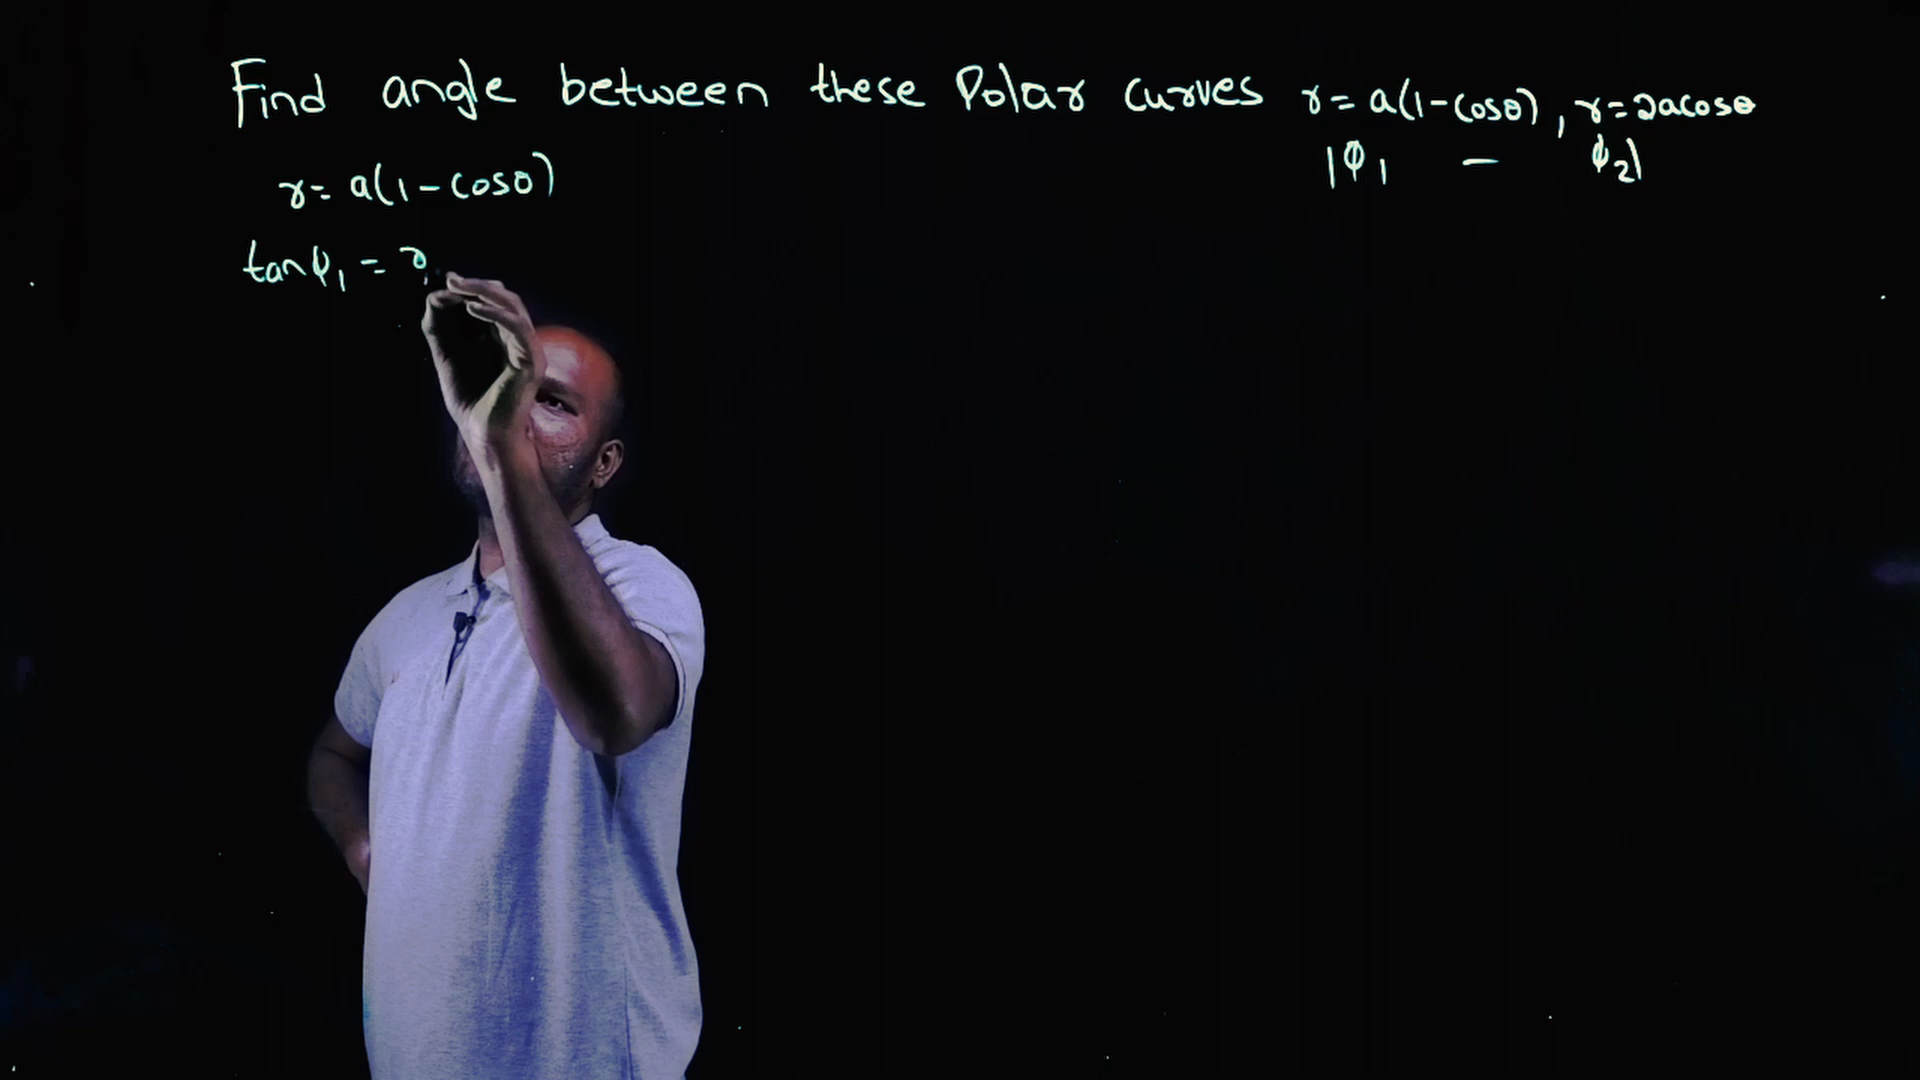 Find angle between these Polar curves r = a(1-cosθ), r=2acosθ
|φ₁ - φ₂|
r = a(1-cosθ)
tanφ₁ = r